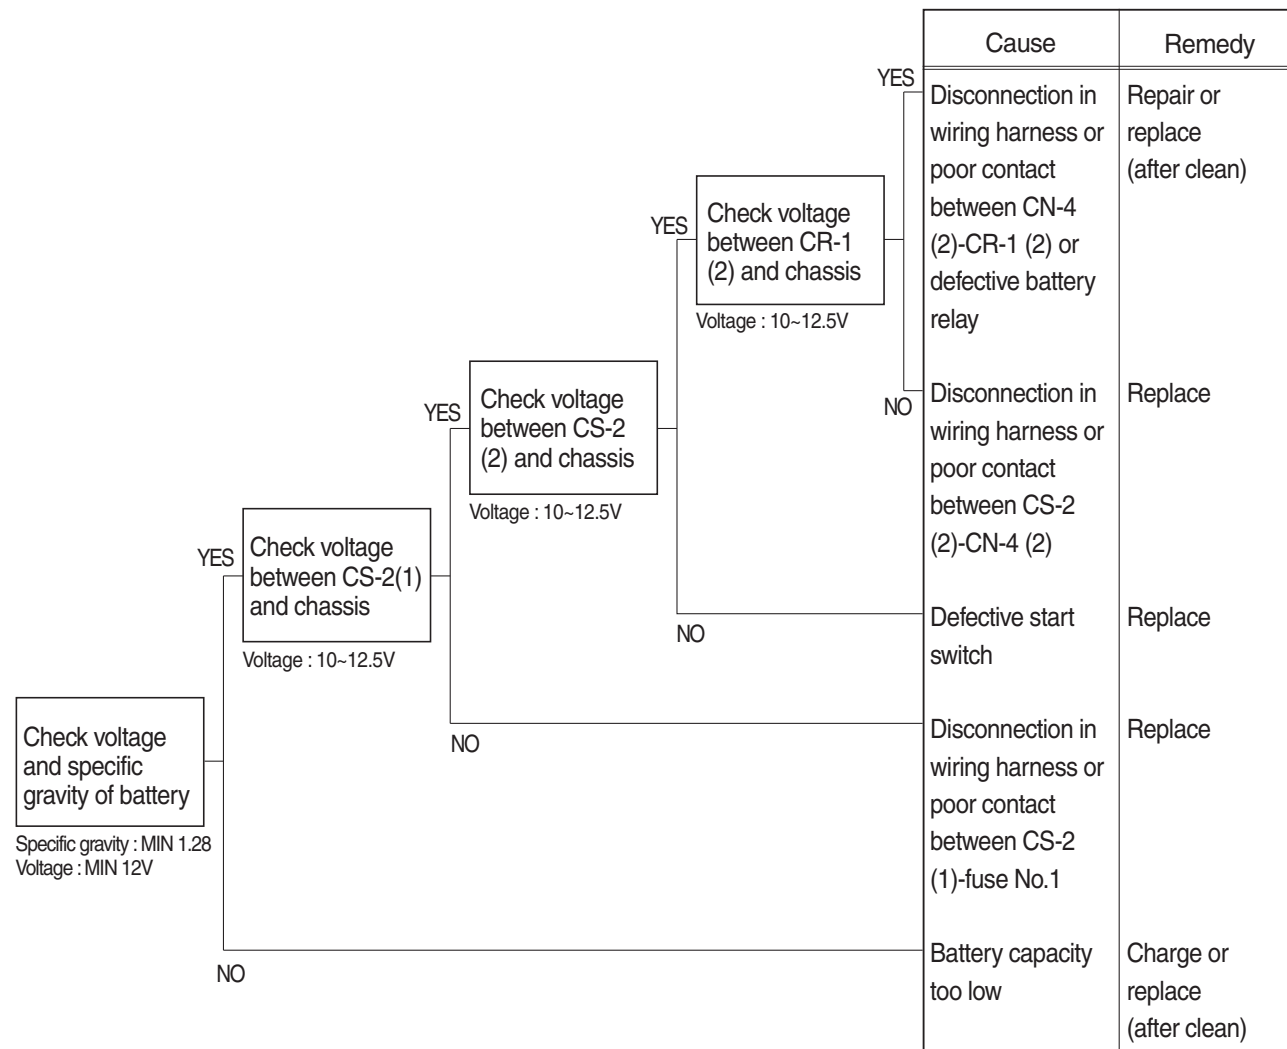 Cause
Remedy
YES
Disconnection in
wiring harness or
poor contact
between CN-4
(2)-CR-1 (2) or
defective battery
relay
Repair or
replace
(after clean)
YES
Check voltage
between CR-1
(2) and chassis
Voltage : 10~12.5V
NO
Disconnection in
wiring harness or
poor contact
between CS-2
(2)-CN-4 (2)
Replace
YES
Check voltage
between CS-2
(2) and chassis
Voltage : 10~12.5V
NO
Defective start
switch
Replace
YES
Check voltage
between CS-2(1)
and chassis
Voltage : 10~12.5V
NO
Disconnection in
wiring harness or
poor contact
between CS-2
(1)-fuse No.1
Replace
Check voltage
and specific
gravity of battery
Specific gravity : MIN 1.28
Voltage : MIN 12V
NO
Battery capacity
too low
Charge or
replace
(after clean)